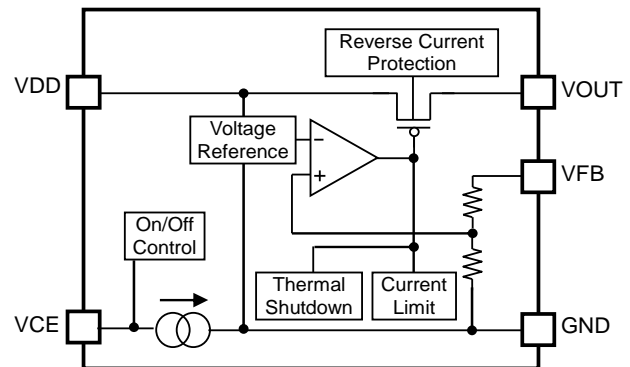 Reverse Current
Protection
VDD
VOUT
Voltage
Reference
−
+
VFB
On/Off
Control
Thermal
Shutdown
Current
Limit
VCE
GND